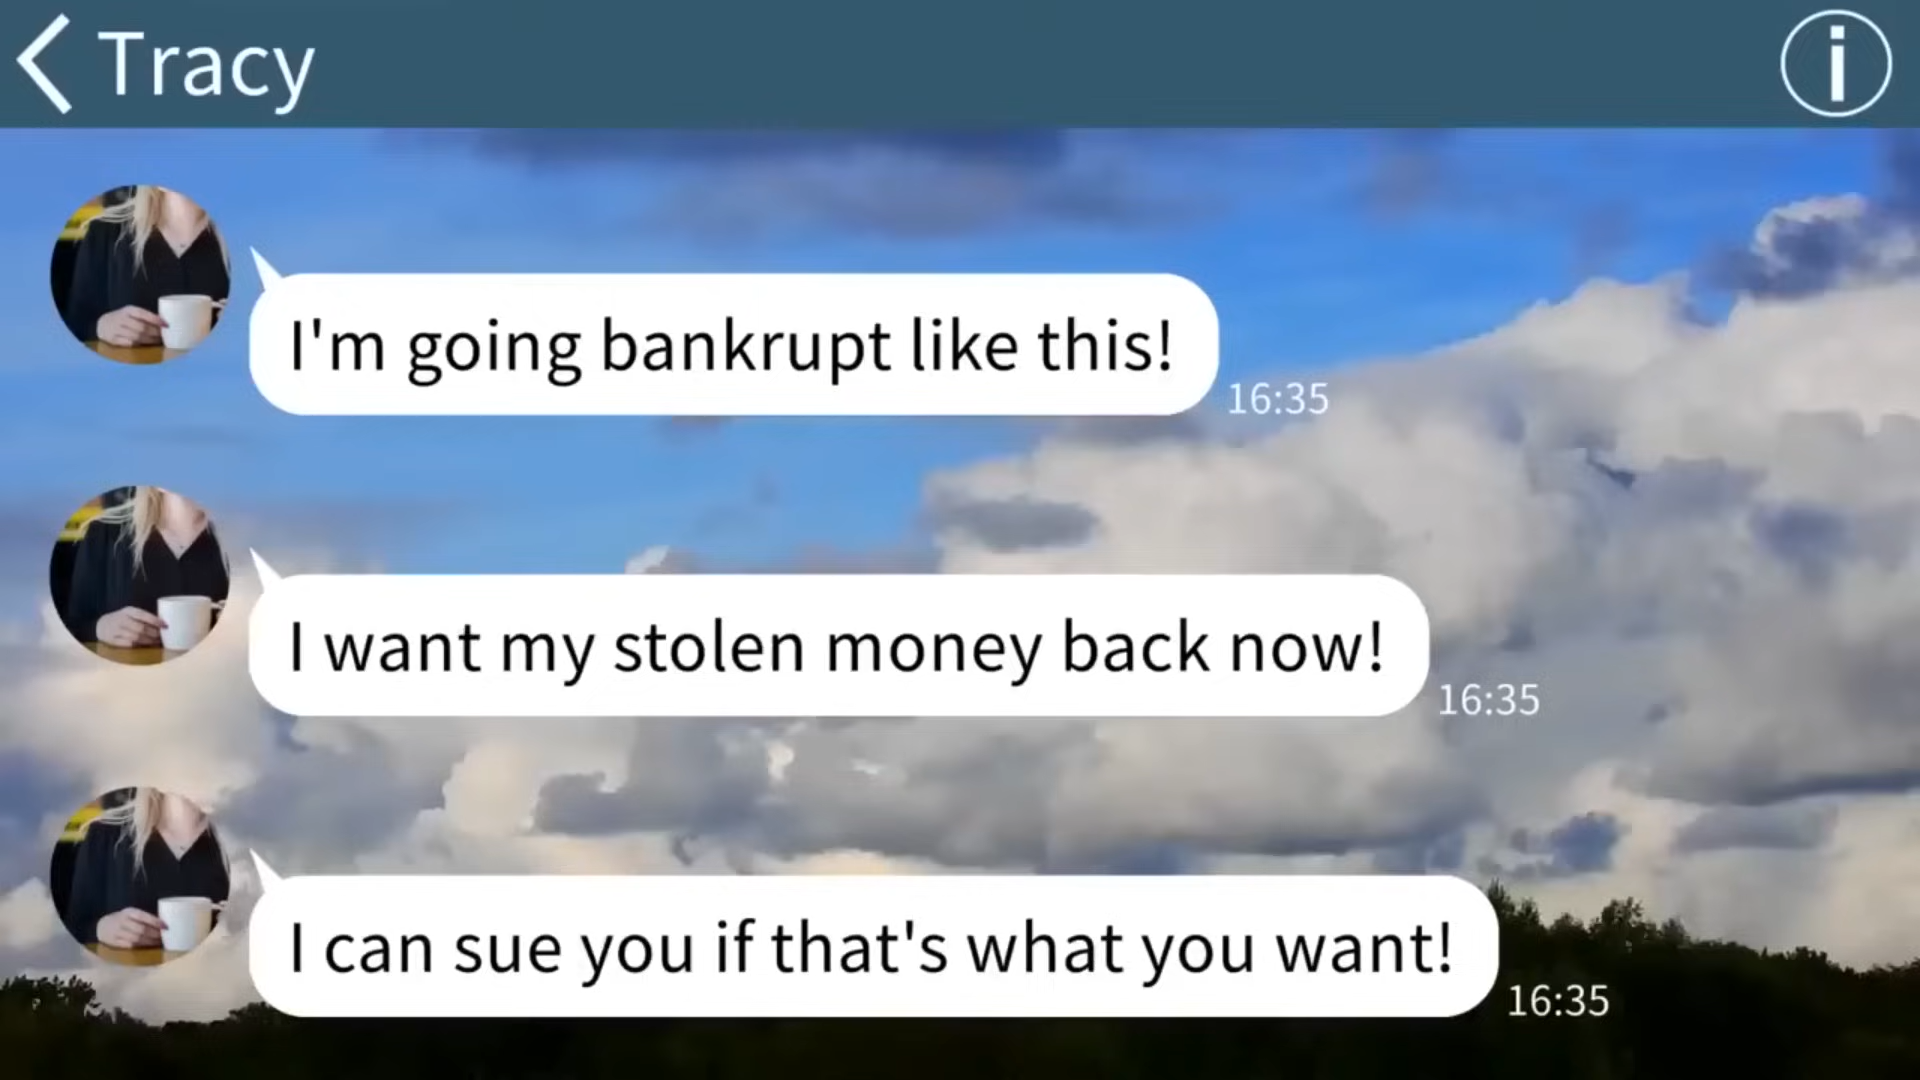 Tracy
I'm going bankrupt like this!
16:35
I want my stolen money back now!
16:35
I can sue you if that's what you want!
16:35